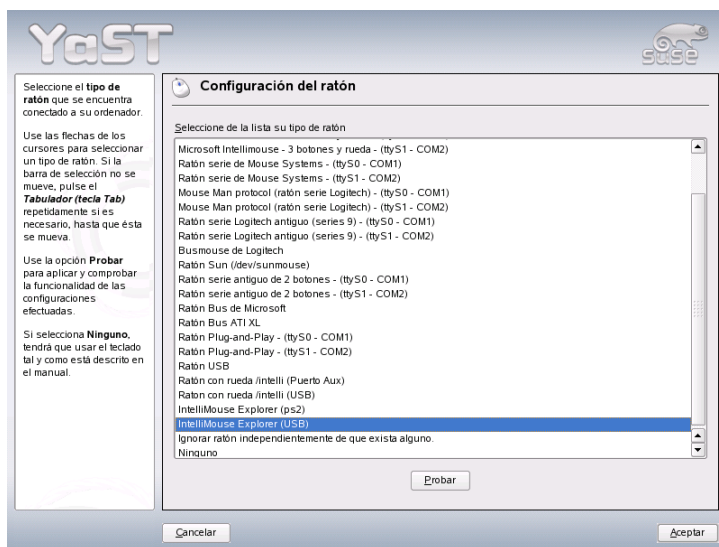 YaST
SUSE
Seleccione el tipo de
ratón que se encuentra
conectado a su ordenador.
Use las flechas de los
cursores para seleccionar
un tipo de ratón. Si la
barra de selección no se
mueve, pulse el
Tabulador (tecla Tab)
repetidamente si es
necesario, hasta que ésta
se mueva.
Use la opción Probar
para aplicar y comprobar
la funcionalidad de las
configuraciones
efectuadas.
Si selecciona Ninguno,
tendrá que usar el teclado
tal y como está descrito en
el manual.
Configuración del ratón
Seleccione de la lista su tipo de ratón
Microsoft Intellimouse - 3 botones y rueda - (ttyS1 - COM2)
Ratón serie de Mouse Systems - (ttyS0 - COM1)
Ratón serie de Mouse Systems - (ttyS1 - COM2)
Mouse Man protocol (ratón serie Logitech) - (ttyS0 - COM1)
Mouse Man protocol (ratón serie Logitech) - (ttyS1 - COM2)
Ratón serie Logitech antiguo (series 9) - (ttyS0 - COM1)
Ratón serie Logitech antiguo (series 9) - (ttyS1 - COM2)
Busmouse de Logitech
Ratón Sun (/dev/sunmouse)
Ratón serie antiguo de 2 botones - (ttyS0 - COM1)
Ratón serie antiguo de 2 botones - (ttyS1 - COM2)
Ratón Bus de Microsoft
Ratón Bus ATI XL
Ratón Plug-and-Play - (ttyS0 - COM1)
Ratón Plug-and-Play - (ttyS1 - COM2)
Ratón USB
Ratón con rueda /intelli (Puerto Aux)
Raton con rueda /intelli (USB)
IntelliMouse Explorer (ps2)
IntelliMouse Explorer (USB)
Ignorar ratón independientemente de que exista alguno.
Ninguno
Probar
Cancelar
Aceptar